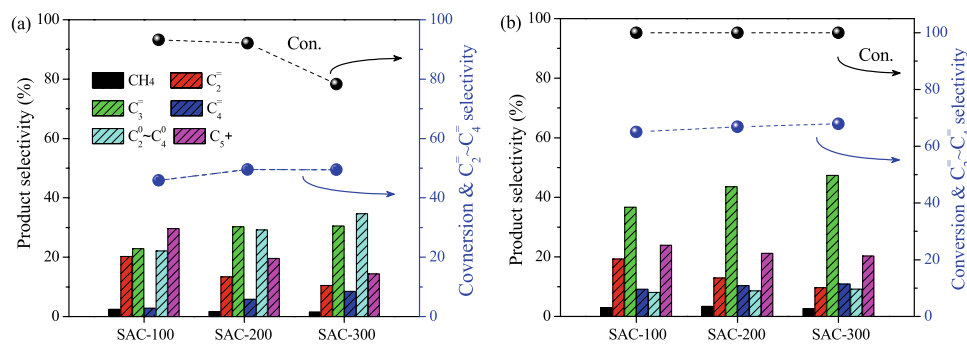 (a)
100
80
60
40
20
0
Product selectivity (%)
Con.
CH4
C₂⁼
C₃⁼
C₄⁼
C₂⁰~C₄⁰
C₅+
SAC-100 SAC-200 SAC-300
100
80
60
40
20
0
Covnersion & C₂⁼~C₄⁼ selectivity
(b)
100
80
60
40
20
0
Product selectivity (%)
Con.
SAC-100 SAC-200 SAC-300
100
80
60
40
20
0
Conversion & C₂⁼~C₄⁼ selectivity